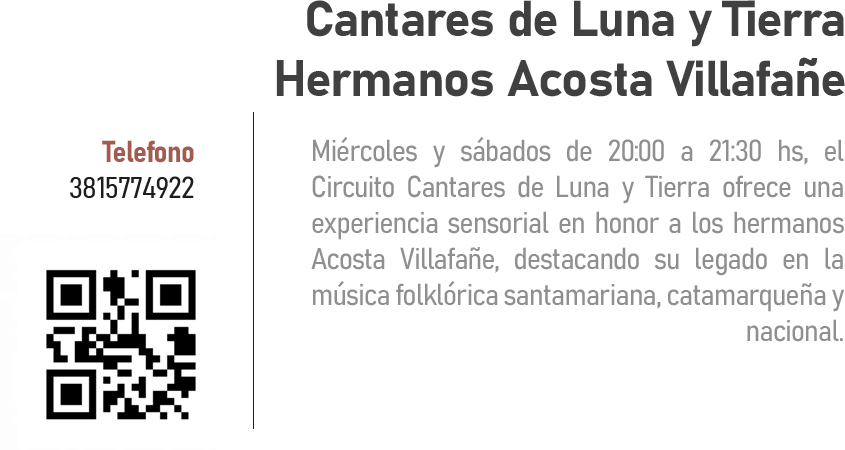 Cantares de Luna y Tierra
Hermanos Acosta Villafañe
Telefono
3815774922
Miércoles y sábados de 20:00 a 21:30 hs, el
Circuito Cantares de Luna y Tierra ofrece una
experiencia sensorial en honor a los hermanos
Acosta Villafañe, destacando su legado en la
música folklórica santamariana, catamarqueña y
nacional.